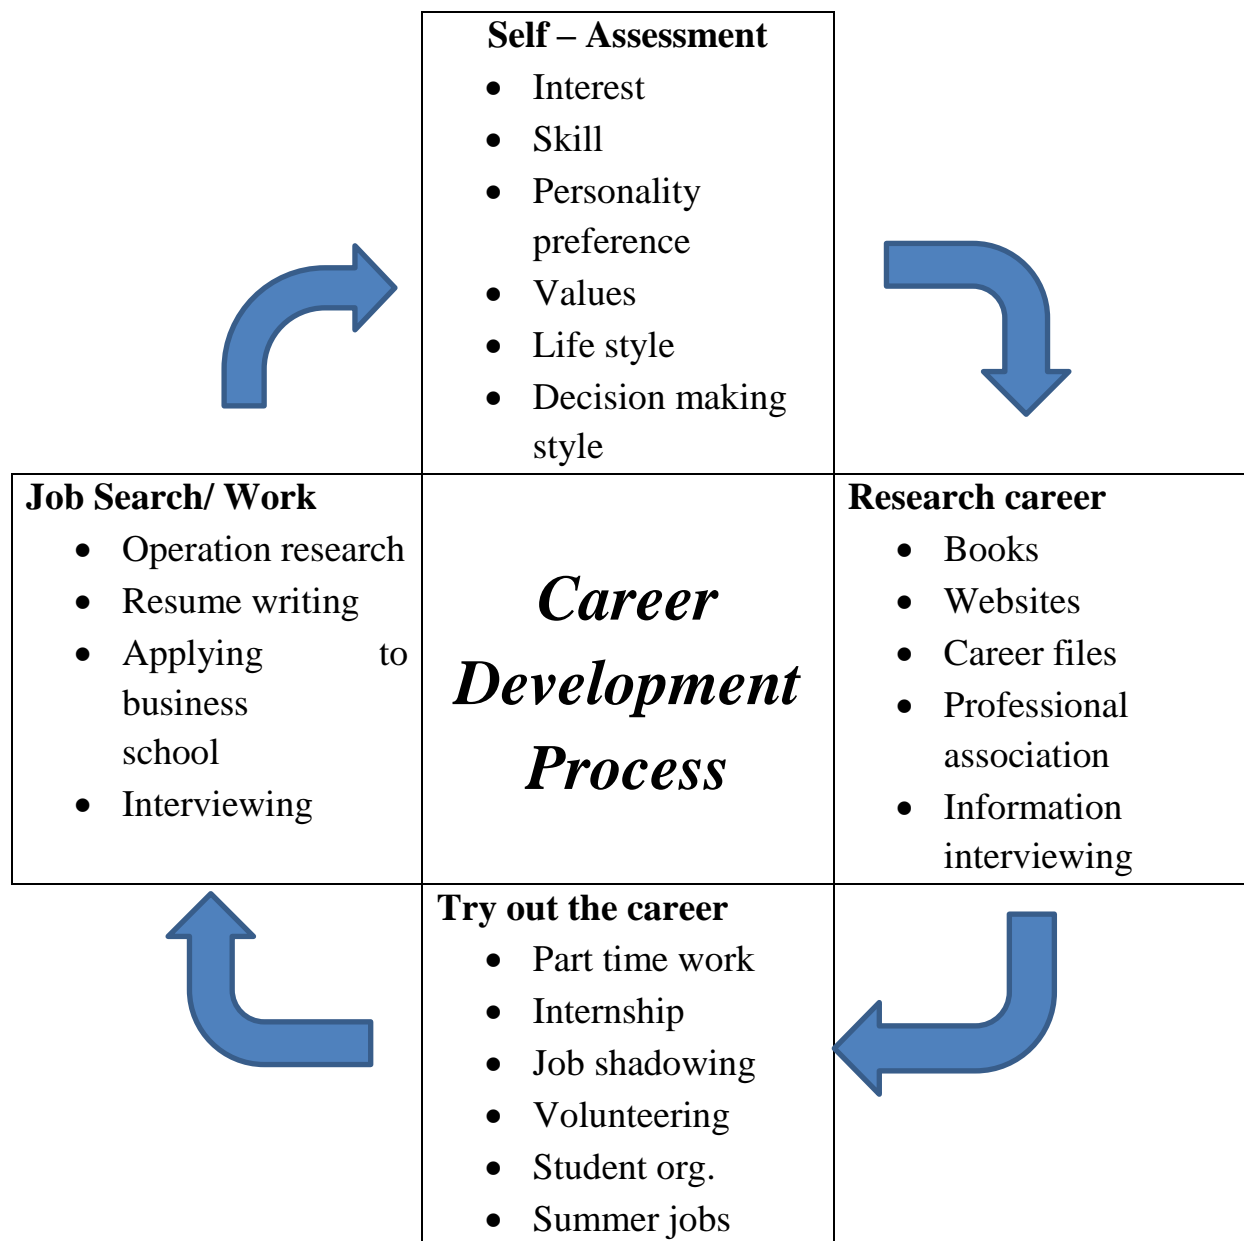 Self – Assessment
• Interest
• Skill
• Personality
preference
• Values
• Life style
• Decision making
style
Job Search/ Work
• Operation research
• Resume writing
• Applying to
business
school
• Interviewing
Career
Development
Process
Research career
• Books
• Websites
• Career files
• Professional
association
• Information
interviewing
Try out the career
• Part time work
• Internship
• Job shadowing
• Volunteering
• Student org.
• Summer jobs